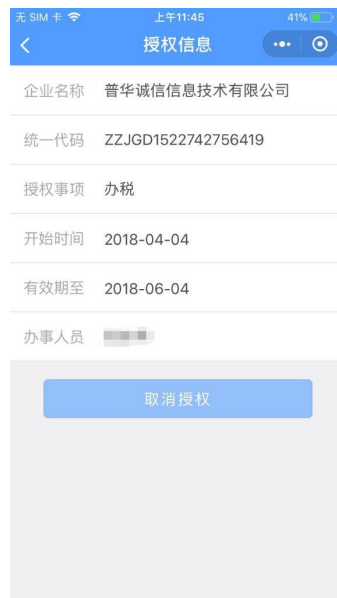 无 SIM 卡 上午11:45 41%
授权信息
企业名称 普华诚信信息技术有限公司
统一代码 ZZJGD1522742756419
授权事项 办税
开始时间 2018-04-04
有效期至 2018-06-04
办事人员
取消授权